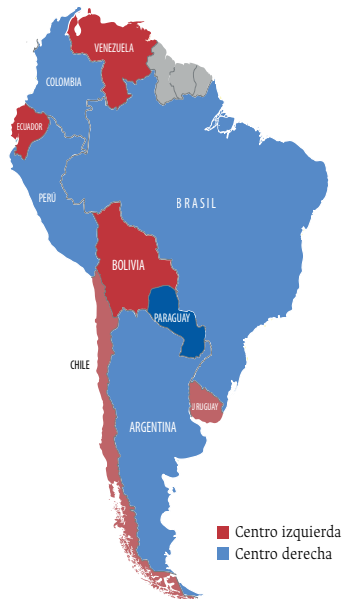 VENEZUELA
COLOMBIA
ECUADOR
PERÚ
BRASIL
BOLIVIA
PARAGUAY
CHILE
URUGUAY
ARGENTINA
Centro izquierda
Centro derecha